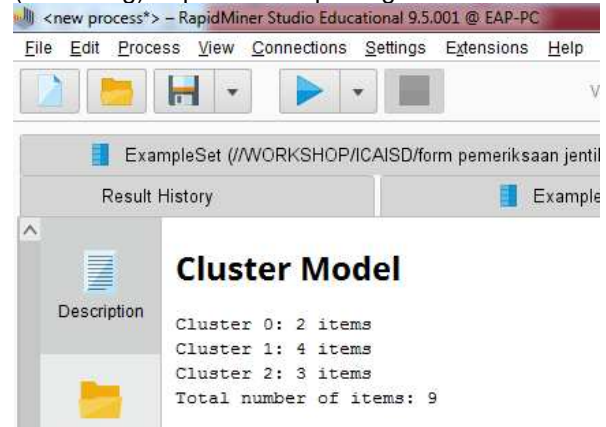 <new process*> – RapidMiner Studio Educational 9.5.001 @ EAP-PC
File Edit Process View Connections Settings Extensions Help
ExampleSet (//WORKSHOP/ICAISD/form pemeriksaan jenti
Result History
Example
Cluster Model
Description
Cluster 0: 2 items
Cluster 1: 4 items
Cluster 2: 3 items
Total number of items: 9